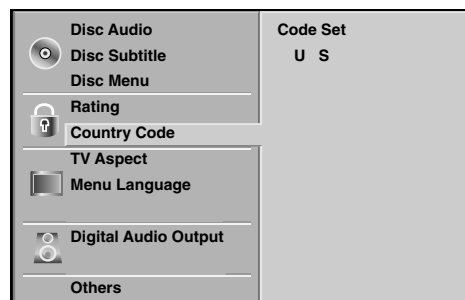 Disc Audio
Disc Subtitle
Disc Menu
Rating
Country Code
TV Aspect
Menu Language
Digital Audio Output
Others
Code Set
U S